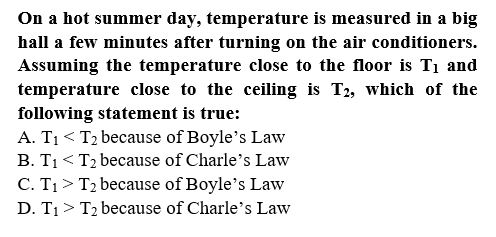 On a hot summer day, temperature is measured in a big
hall a few minutes after turning on the air conditioners.
Assuming the temperature close to the floor is T₁ and
temperature close to the ceiling is T₂, which of the
following statement is true:
A. T₁ < T₂ because of Boyle's Law
B. T₁ < T₂ because of Charle's Law
C. T₁ > T₂ because of Boyle's Law
D. T₁ > T₂ because of Charle's Law